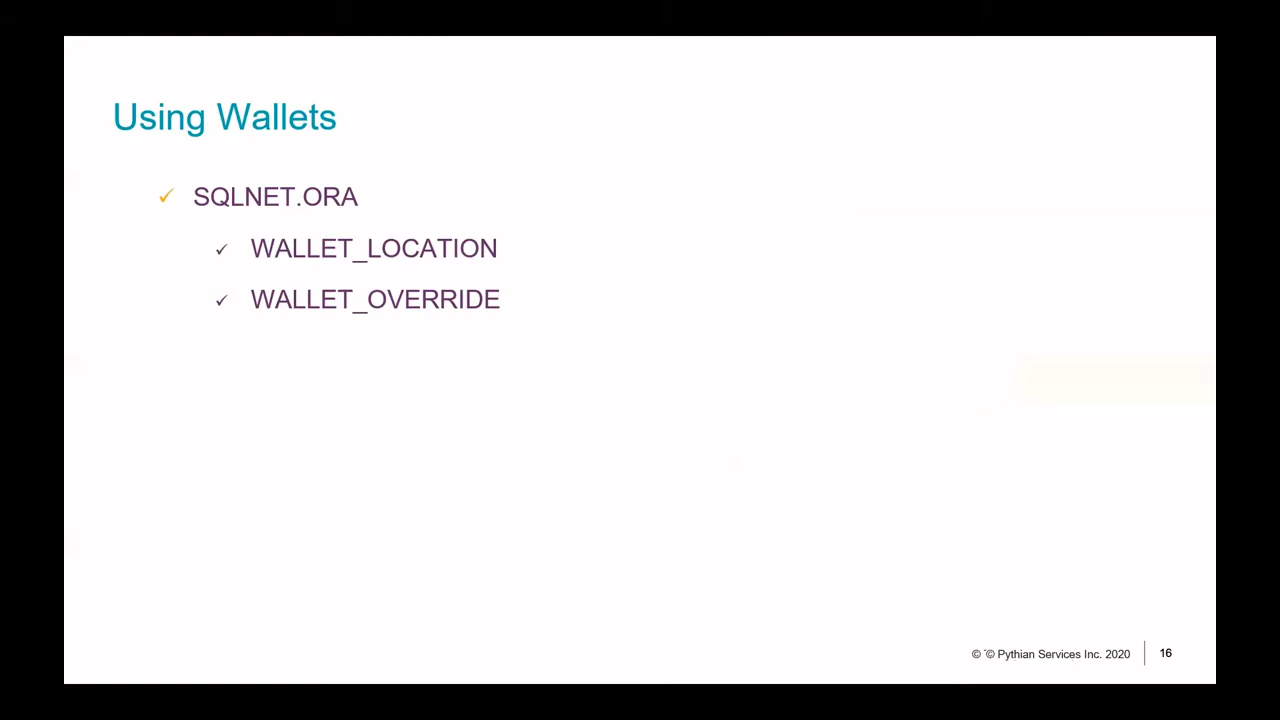 Using Wallets
✓ SQLNET.ORA
✓ WALLET_LOCATION
✓ WALLET_OVERRIDE
© ¨© Pythian Services Inc. 2020 16